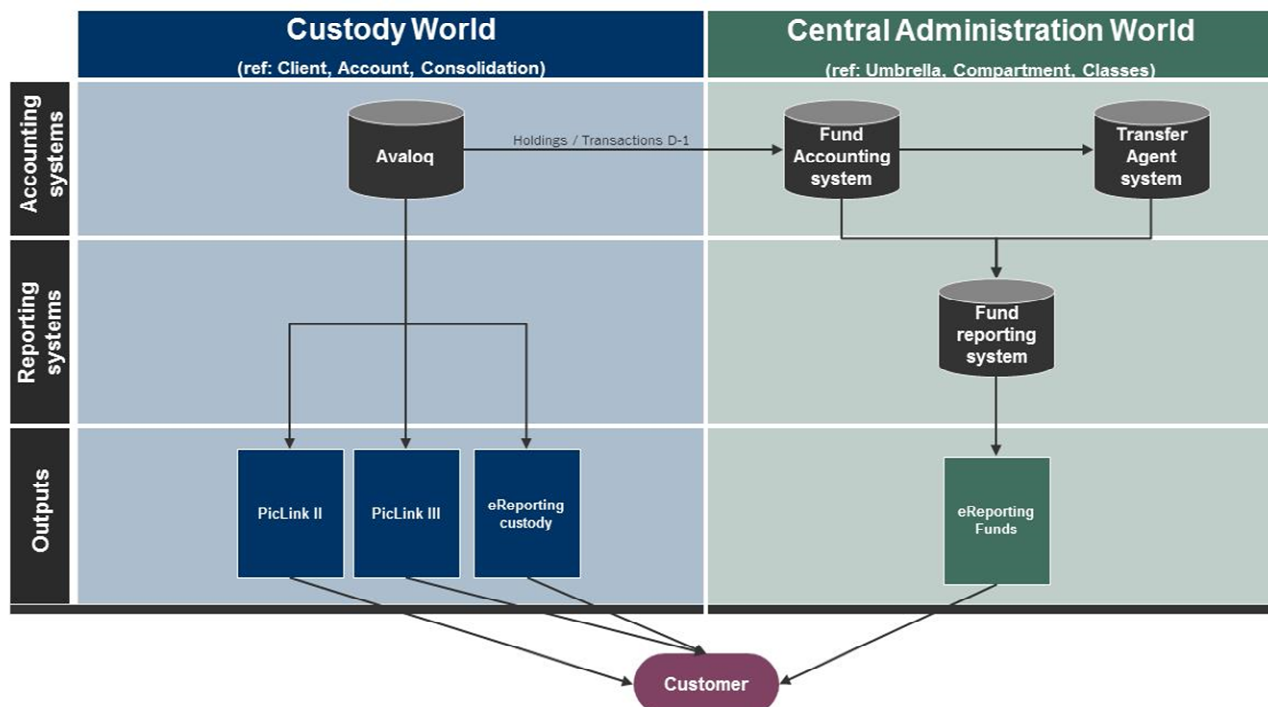 Custody World
(ref: Client, Account, Consolidation)
Central Administration World
(ref: Umbrella, Compartment, Classes)
Accounting
systems
Avaloq
Holdings / Transactions D-1
Fund
Accounting
system
Transfer
Agent
system
Reporting
systems
Fund
reporting
system
Outputs
PicLink II
PicLink III
eReporting
custody
eReporting
Funds
Customer